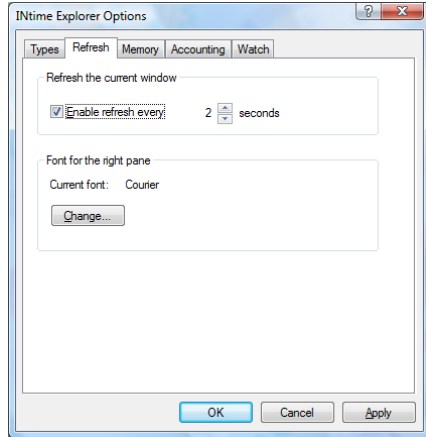 INtime Explorer Options
Types Refresh Memory Accounting Watch
Refresh the current window
Enable refresh every 2 seconds
Font for the right pane
Current font: Courier
Change...
OK Cancel Apply